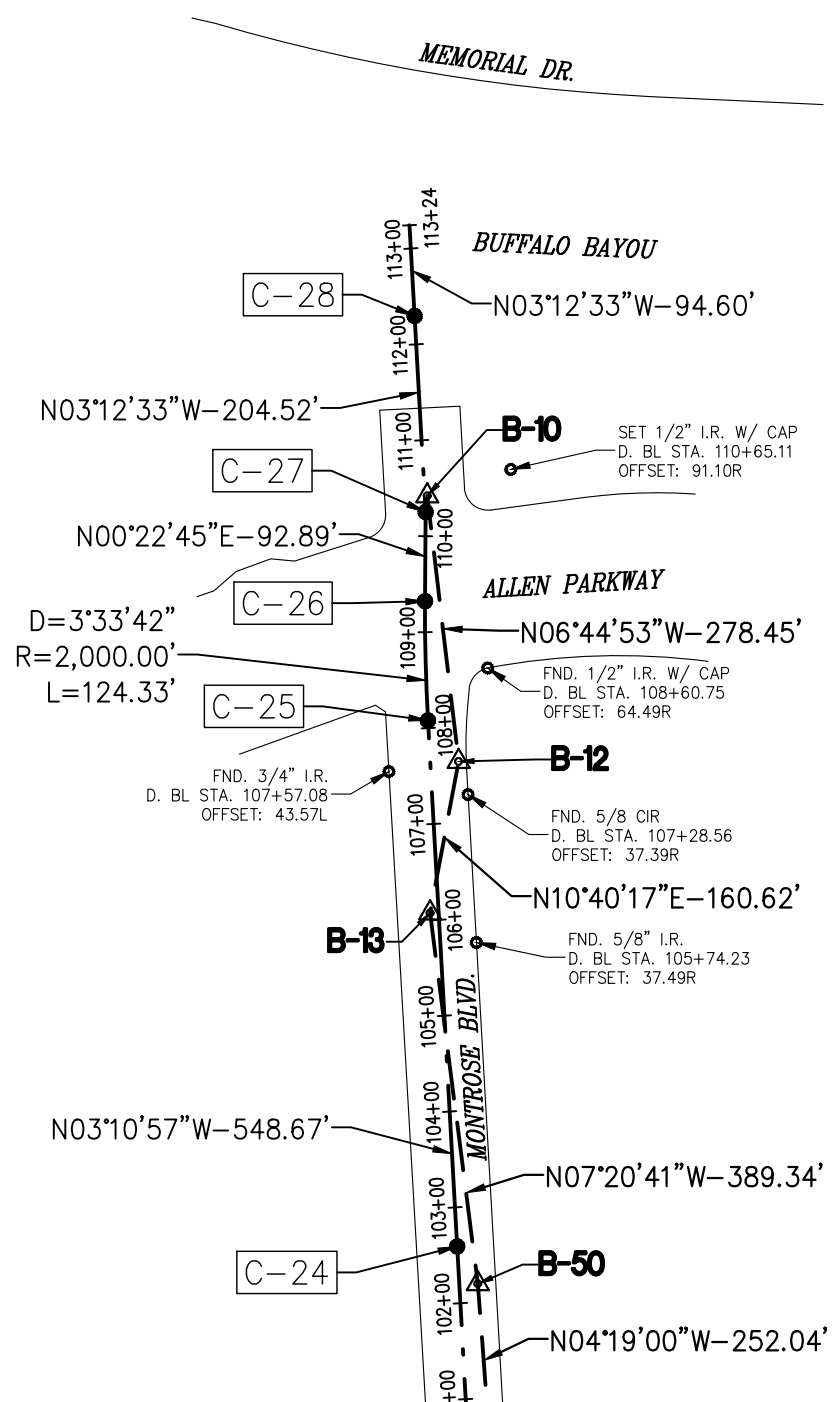 MEMORIAL DR.
113+24
113+00
BUFFALO BAYOU
C-28
N03°12'33"W-94.60'
112+00
N03°12'33"W-204.52'
111+00
B-10
SET 1/2" I.R. W/ CAP
D. BL STA. 110+65.11
OFFSET: 91.10R
C-27
N00°22'45"E-92.89'
110+00
ALLEN PARKWAY
C-26
D=3°33'42"
R=2,000.00'
L=124.33'
109+00
N06°44'53"W-278.45'
FND. 1/2" I.R. W/ CAP
D. BL STA. 108+60.75
OFFSET: 64.49R
C-25
108+00
B-12
FND. 3/4" I.R.
D. BL STA. 107+57.08
OFFSET: 43.57L
107+00
FND. 5/8 CIR
D. BL STA. 107+28.56
OFFSET: 37.39R
N10°40'17"E-160.62'
B-13
106+00
FND. 5/8" I.R.
D. BL STA. 105+74.23
OFFSET: 37.49R
105+00
MONTROSE BLVD.
104+00
N03°10'57"W-548.67'
N07°20'41"W-389.34'
103+00
C-24
B-50
102+00
N04°19'00"W-252.04'
+00